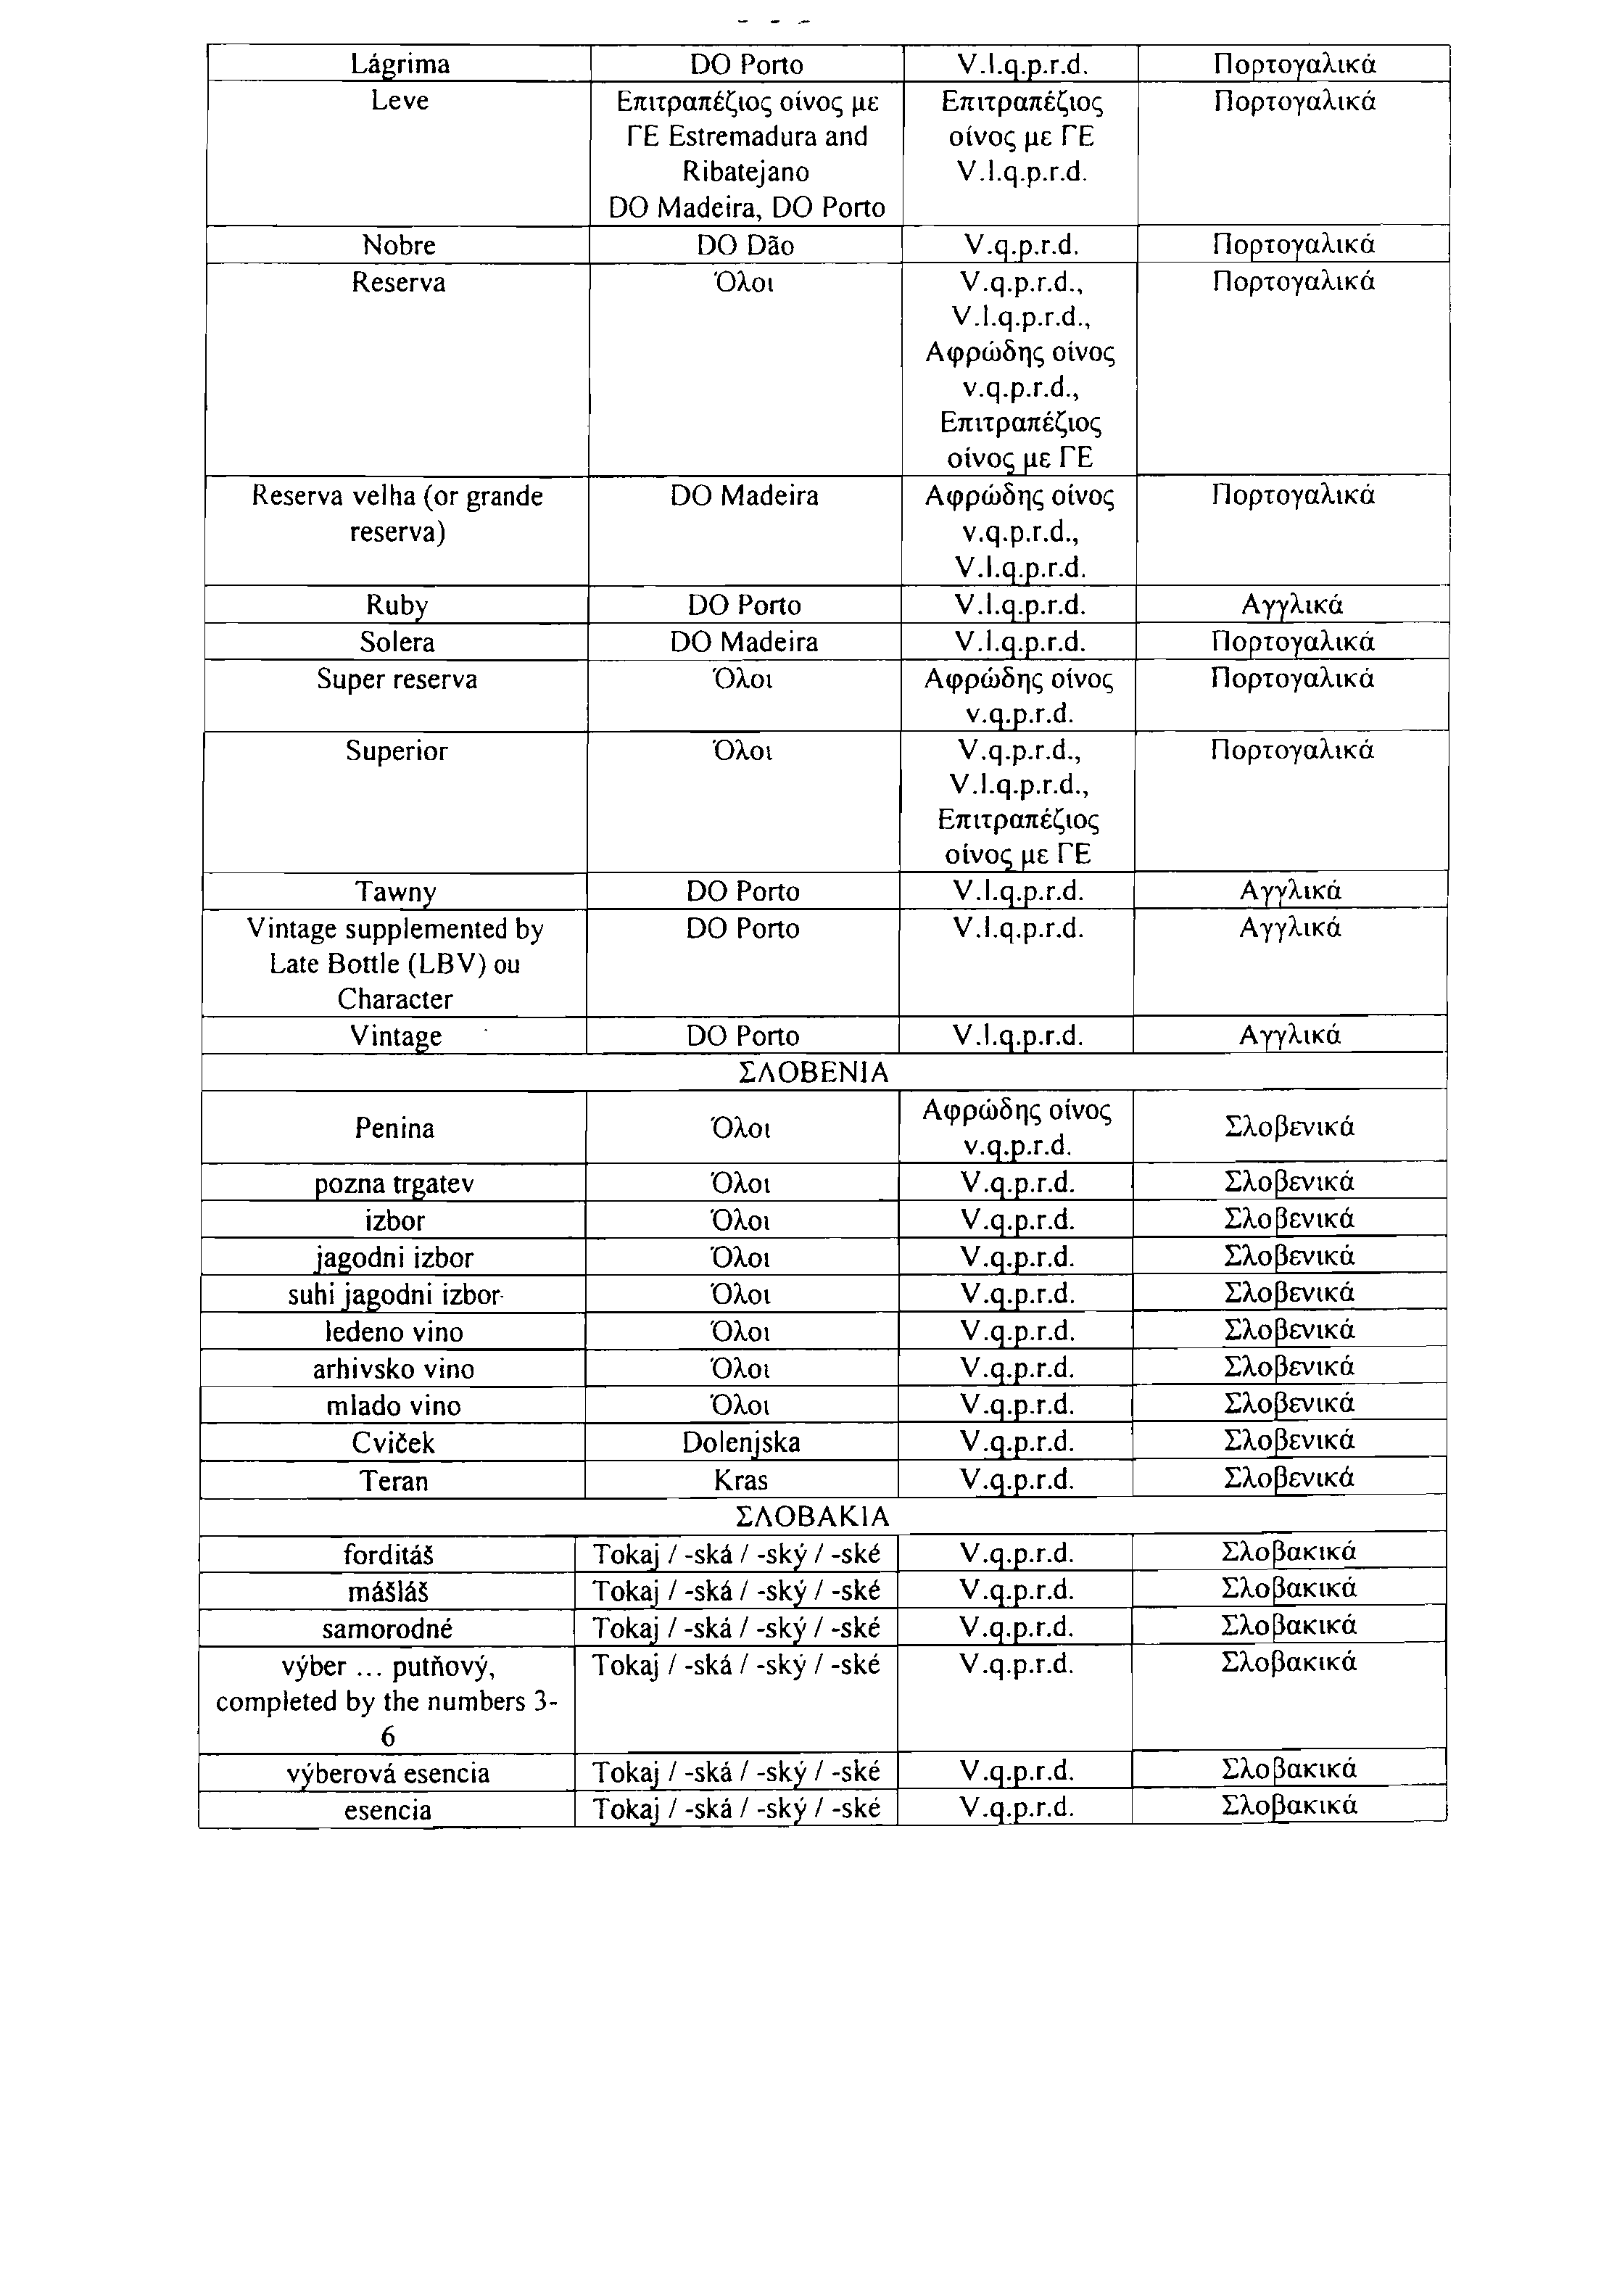 Lágrima DO Porto V.l.q.p.r.d. Πορτογαλικά
Leve Επιτραπέζιος οίνος με Επιτραπέζιος Πορτογαλικά
ΓΕ Estremadura and οίνος με ΓΕ
Ribatejano V.l.q.p.r.d.
DO Madeira, DO Porto
Nobre DO Dão V.q.p.r.d. Πορτογαλικά
Reserva Όλοι V.q.p.r.d., Πορτογαλικά
V.l.q.p.r.d.,
Αφρώδης οίνος
v.q.p.r.d.,
Επιτραπέζιος
οίνος με ΓΕ
Reserva velha (or grande DO Madeira Αφρώδης οίνος Πορτογαλικά
reserva) v.q.p.r.d.,
V.l.q.p.r.d.
Ruby DO Porto V.l.q.p.r.d. Αγγλικά
Solera DO Madeira V.l.q.p.r.d. Πορτογαλικά
Super reserva Όλοι Αφρώδης οίνος Πορτογαλικά
v.q.p.r.d.
Superior Όλοι V.q.p.r.d., Πορτογαλικά
V.l.q.p.r.d.,
Επιτραπέζιος
οίνος με ΓΕ
Tawny DO Porto V.l.q.p.r.d. Αγγλικά
Vintage supplemented by DO Porto V.l.q.p.r.d. Αγγλικά
Late Bottle (LBV) ou
Character
Vintage DO Porto V.l.q.p.r.d. Αγγλικά
ΣΛΟΒΕΝΙΑ
Penina Όλοι Αφρώδης οίνος Σλοβενικά
v.q.p.r.d.
pozna trgatev Όλοι V.q.p.r.d. Σλοβενικά
izbor Όλοι V.q.p.r.d. Σλοβενικά
jagodni izbor Όλοι V.q.p.r.d. Σλοβενικά
suhi jagodni izbor Όλοι V.q.p.r.d. Σλοβενικά
ledeno vino Όλοι V.q.p.r.d. Σλοβενικά
arhivsko vino Όλοι V.q.p.r.d. Σλοβενικά
mlado vino Όλοι V.q.p.r.d. Σλοβενικά
Cviček Dolenjska V.q.p.r.d. Σλοβενικά
Teran Kras V.q.p.r.d. Σλοβενικά
ΣΛΟΒΑΚΙΑ
forditáš Tokaj / -ská / -ský / -ské V.q.p.r.d. Σλοβακικά
mášláš Tokaj / -ská / -ský / -ské V.q.p.r.d. Σλοβακικά
samorodné Tokaj / -ská / -ský / -ské V.q.p.r.d. Σλοβακικά
výber ... putňový, Tokaj / -ská / -ský / -ské V.q.p.r.d. Σλοβακικά
completed by the numbers 3-
6
výberová esencia Tokaj / -ská / -ský / -ské V.q.p.r.d. Σλοβακικά
esencia Tokaj / -ská / -ský / -ské V.q.p.r.d. Σλοβακικά